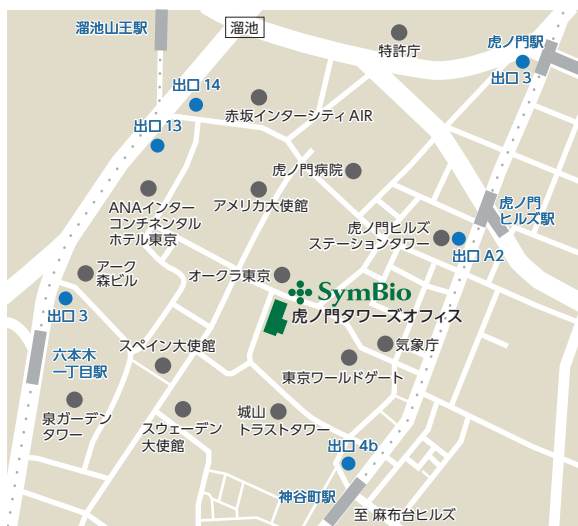 溜池山王駅
溜池
特許庁
虎ノ門駅
出口 3
出口 14
赤坂インターシティ AIR
出口 13
虎ノ門病院
ANAインター
コンチネンタル
ホテル東京
アメリカ大使館
虎ノ門
ヒルズ駅
虎ノ門ヒルズ
ステーションタワー
出口 A2
アーク
森ビル
オークラ東京
SymBio
虎ノ門タワーズオフィス
出口 3
スペイン大使館
気象庁
六本木
一丁目駅
東京ワールドゲート
泉ガーデン
タワー
スウェーデン
大使館
城山
トラストタワー
出口 4b
神谷町駅
至 麻布台ヒルズ